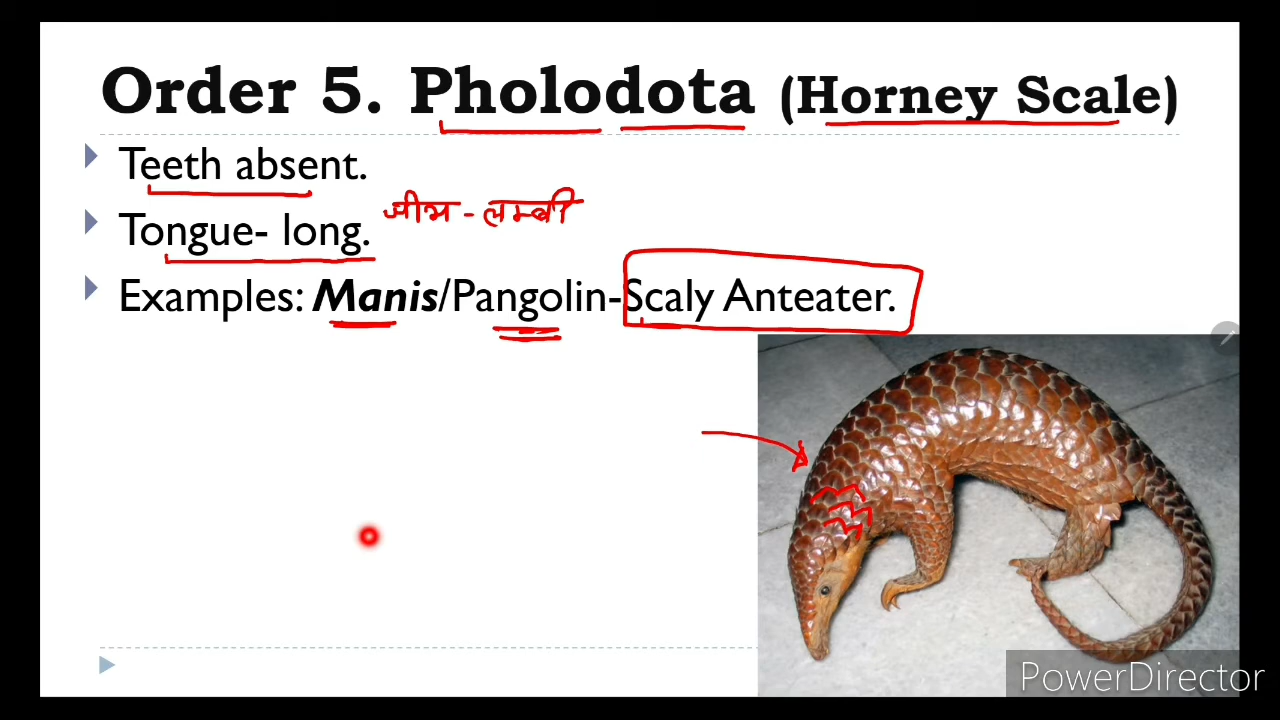 Order 5. Pholodota (Horney Scale)
Teeth absent.
Tongue- long. जीभ - लम्बी
Examples: Manis/Pangolin-Scaly Anteater.
PowerDirector